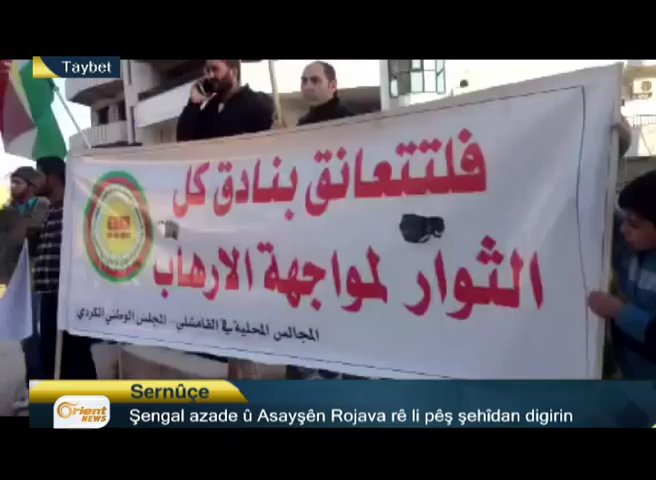 Taybet
فلتتعانق بنادق كل
الثوار لمواجهة الارهاب
المجالس المحلية في القامشلي - المجلس الوطني الكردي
Sernûçe
Orient NEWS
Şengal azade û Asayşên Rojava rê li pêş şehîdan digirin